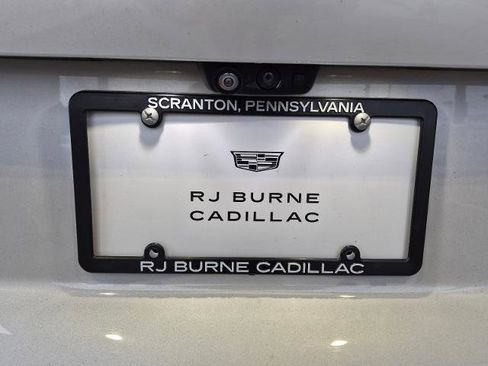 SCRANTON, PENNSYLVANIA
RJ BURNE
CADILLAC
RJ BURNE CADILLAC